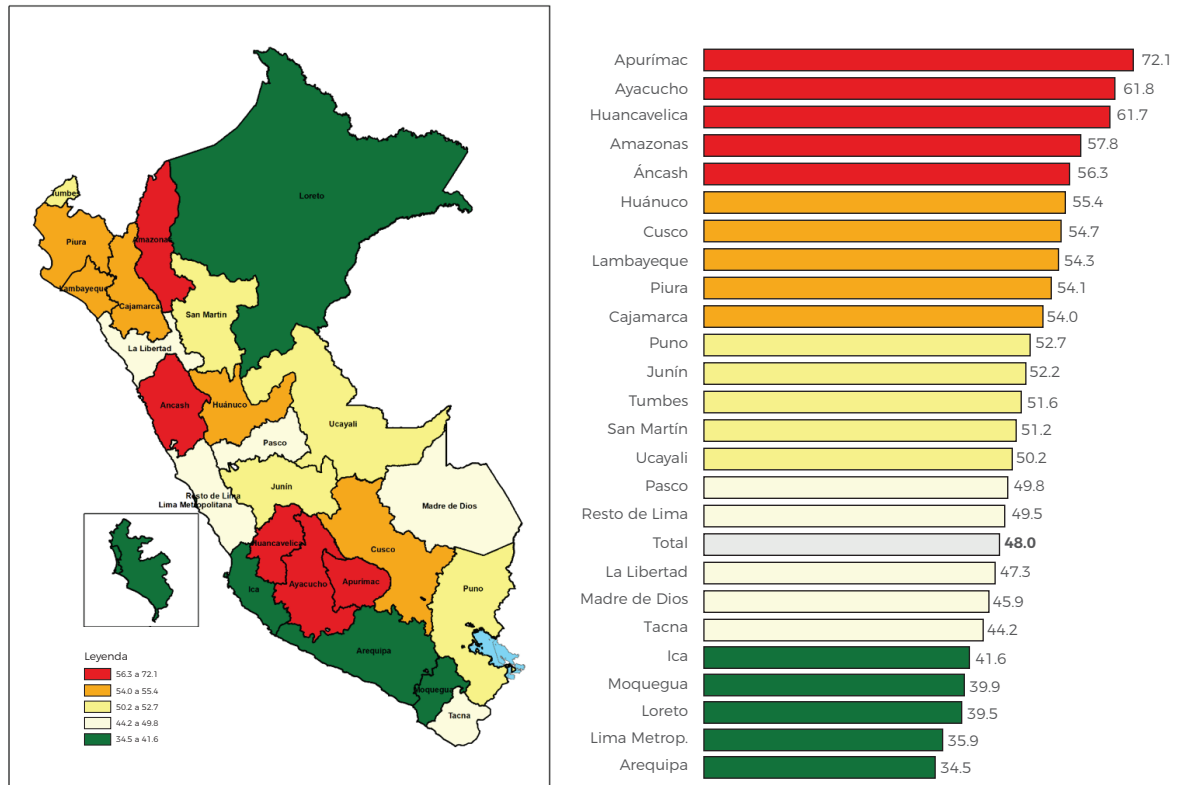 Loreto
Tumbes
Piura
Amazonas
Lambayeque
Cajamarca
San Martín
La Libertad
Ancash
Huánuco
Ucayali
Pasco
Junín
Resto de Lima
Lima Metropolitana
Madre de Dios
Huancavelica
Cusco
Ica
Ayacucho
Apurímac
Puno
Arequipa
Moquegua
Tacna
Leyenda
56.3 a 72.1
54.0 a 55.4
50.2 a 52.7
44.2 a 49.8
34.5 a 41.6
Apurímac 72.1
Ayacucho 61.8
Huancavelica 61.7
Amazonas 57.8
Áncash 56.3
Huánuco 55.4
Cusco 54.7
Lambayeque 54.3
Piura 54.1
Cajamarca 54.0
Puno 52.7
Junín 52.2
Tumbes 51.6
San Martín 51.2
Ucayali 50.2
Pasco 49.8
Resto de Lima 49.5
Total 48.0
La Libertad 47.3
Madre de Dios 45.9
Tacna 44.2
Ica 41.6
Moquegua 39.9
Loreto 39.5
Lima Metrop. 35.9
Arequipa 34.5